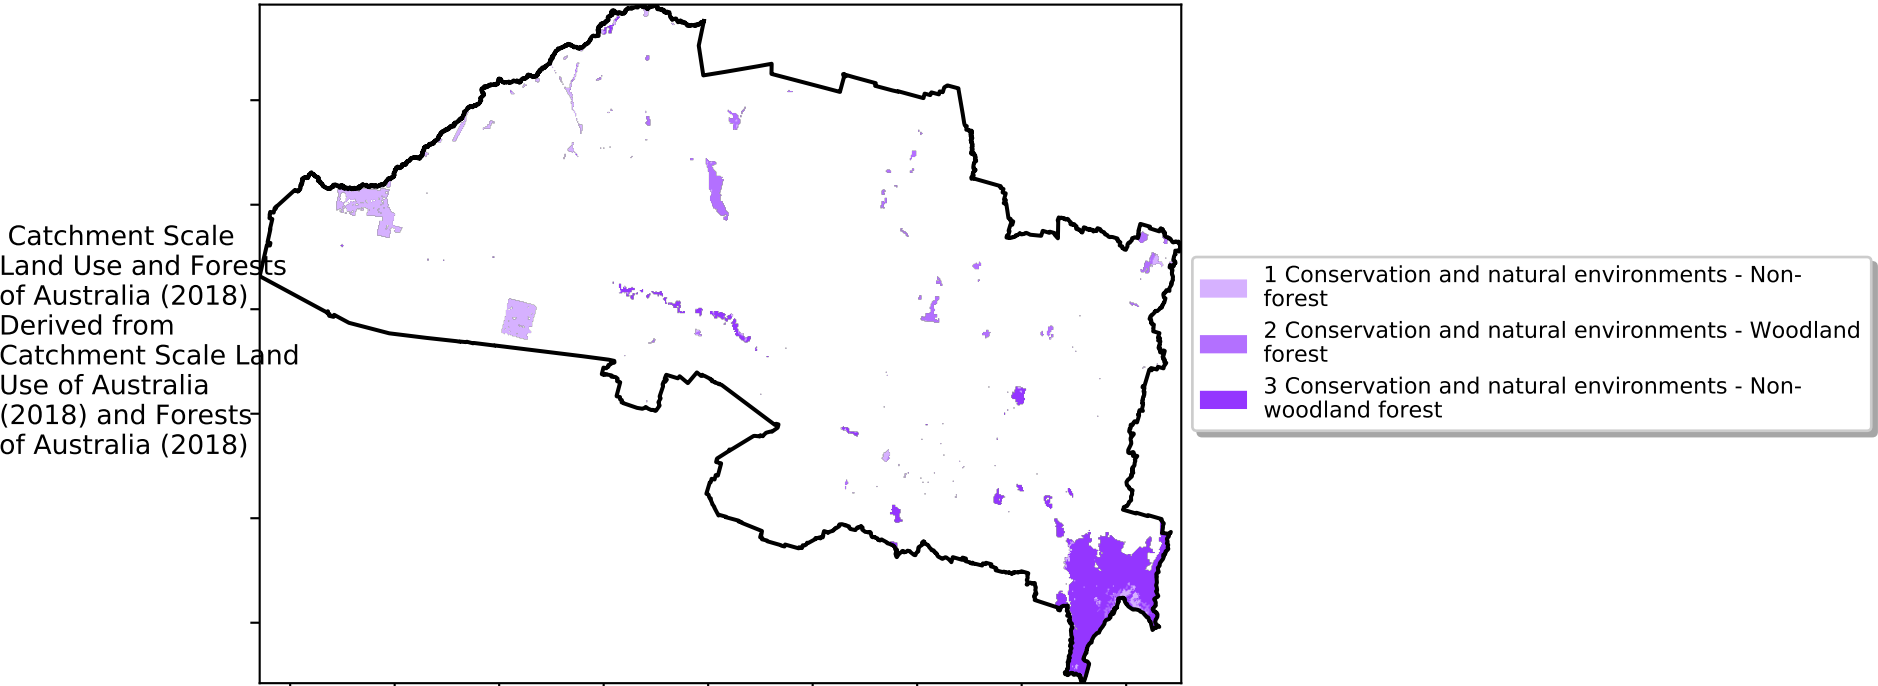 Catchment Scale
Land Use and Forests
of Australia (2018)
Derived from
Catchment Scale Land
Use of Australia
(2018) and Forests
of Australia (2018)
1 Conservation and natural environments - Non-
forest
2 Conservation and natural environments - Woodland
forest
3 Conservation and natural environments - Non-
woodland forest